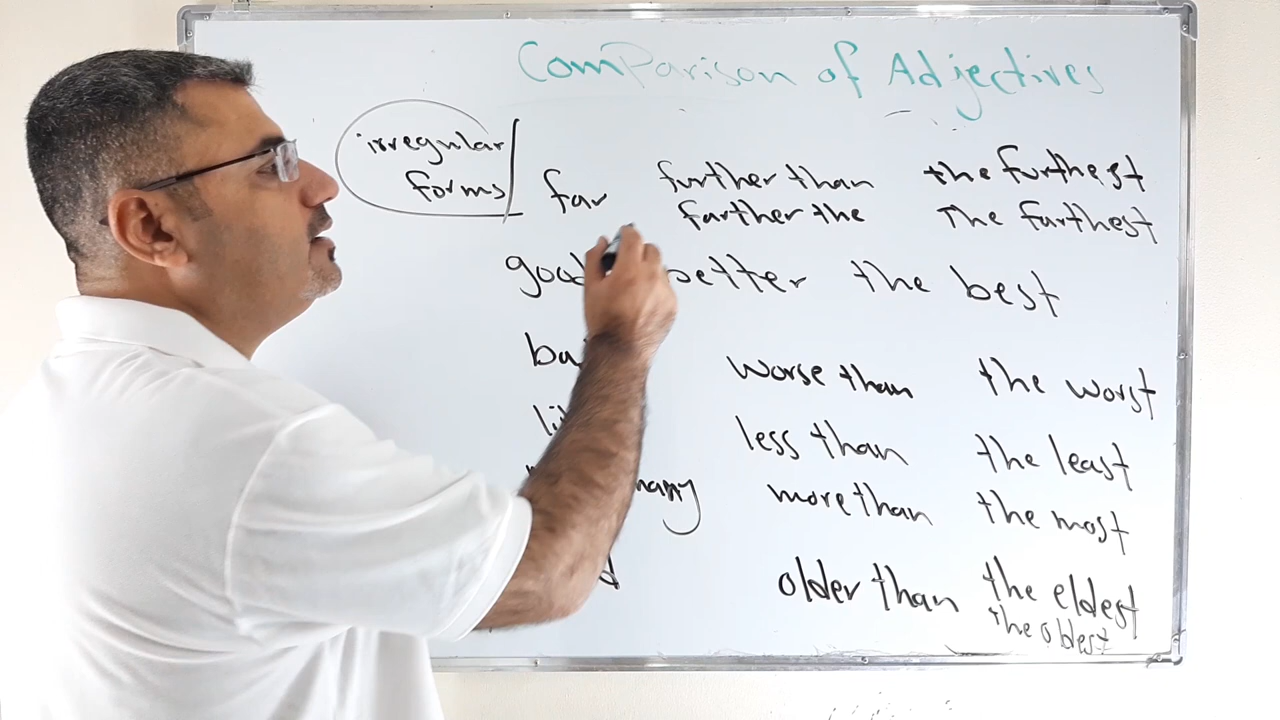 Comparison of Adjectives
irregular
forms
far further than the furthest
farther the The farthest
good better the best
worse than the worst
less than the least
many more than the most
older than the eldest
the oldest